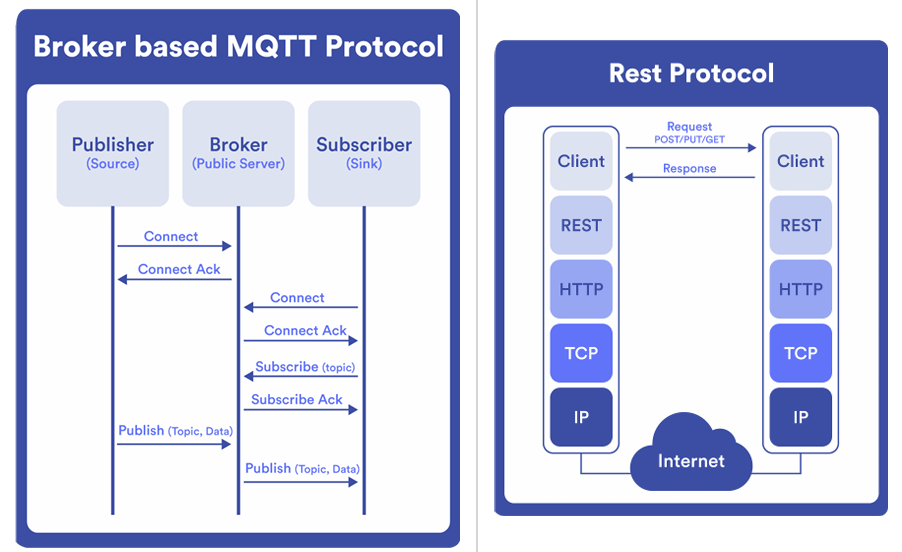 Broker based MQTT Protocol
Publisher
(Source)
Broker
(Public Server)
Subscriber
(Sink)
Connect
Connect Ack
Connect
Connect Ack
Subscribe (topic)
Subscribe Ack
Publish (Topic, Data)
Publish (Topic, Data)
Rest Protocol
Request
POST/PUT/GET
Response
Client
REST
HTTP
TCP
IP
Client
REST
HTTP
TCP
IP
Internet